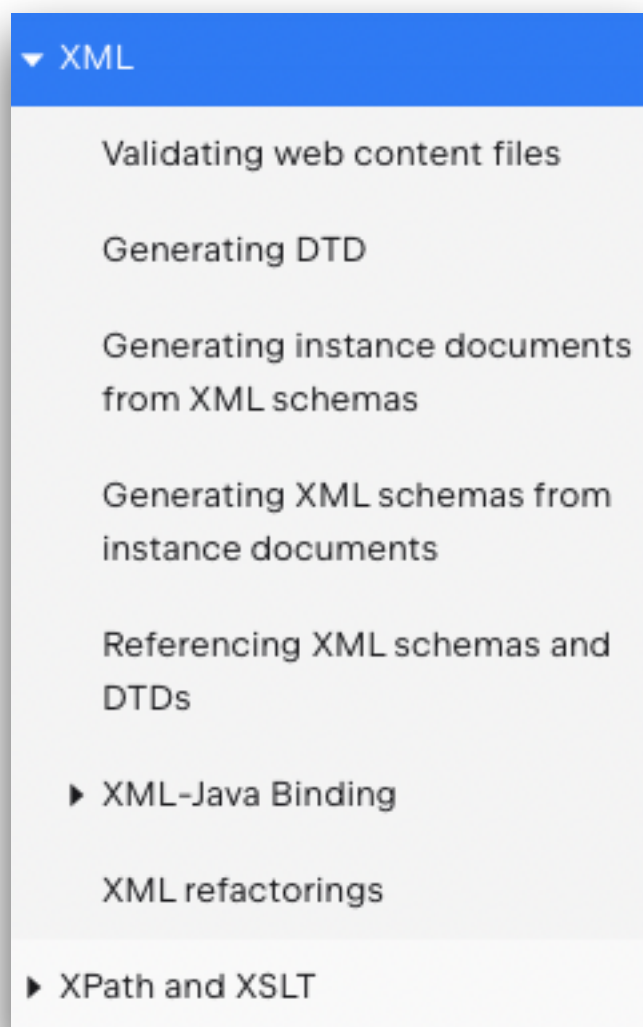 XML
Validating web content files
Generating DTD
Generating instance documents
from XML schemas
Generating XML schemas from
instance documents
Referencing XML schemas and
DTDs
XML-Java Binding
XML refactorings
XPath and XSLT